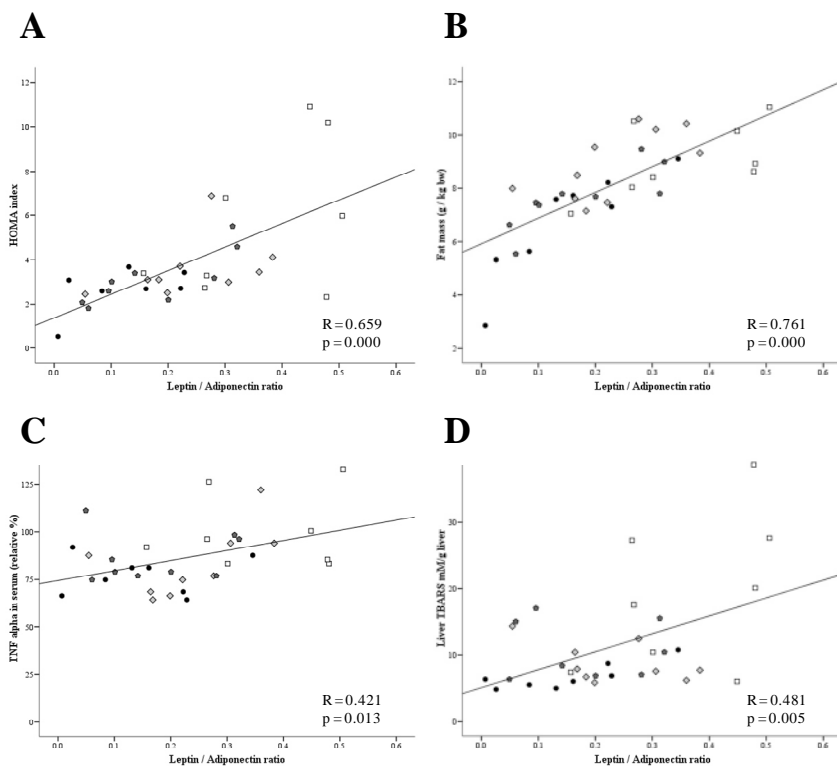 A
B
HOMA index
12
10
8
6
4
2
0
0.0 0.1 0.2 0.3 0.4 0.5 0.6
Leptin / Adiponectin ratio
R=0.659
p=0.000
Fat mass (g / kg bw)
12
10
8
6
4
2
0.0 0.1 0.2 0.3 0.4 0.5 0.6
Leptin / Adiponectin ratio
R=0.761
p=0.000
C
D
TNF alpha in serum (relative %)
125
100
75
50
25
0
0.0 0.1 0.2 0.3 0.4 0.5 0.6
Leptin / Adiponectin ratio
R=0.421
p=0.013
Liver TBARS mM/g liver
30
20
10
0
0.0 0.1 0.2 0.3 0.4 0.5 0.6
Leptin / Adiponectin ratio
R=0.481
p=0.005